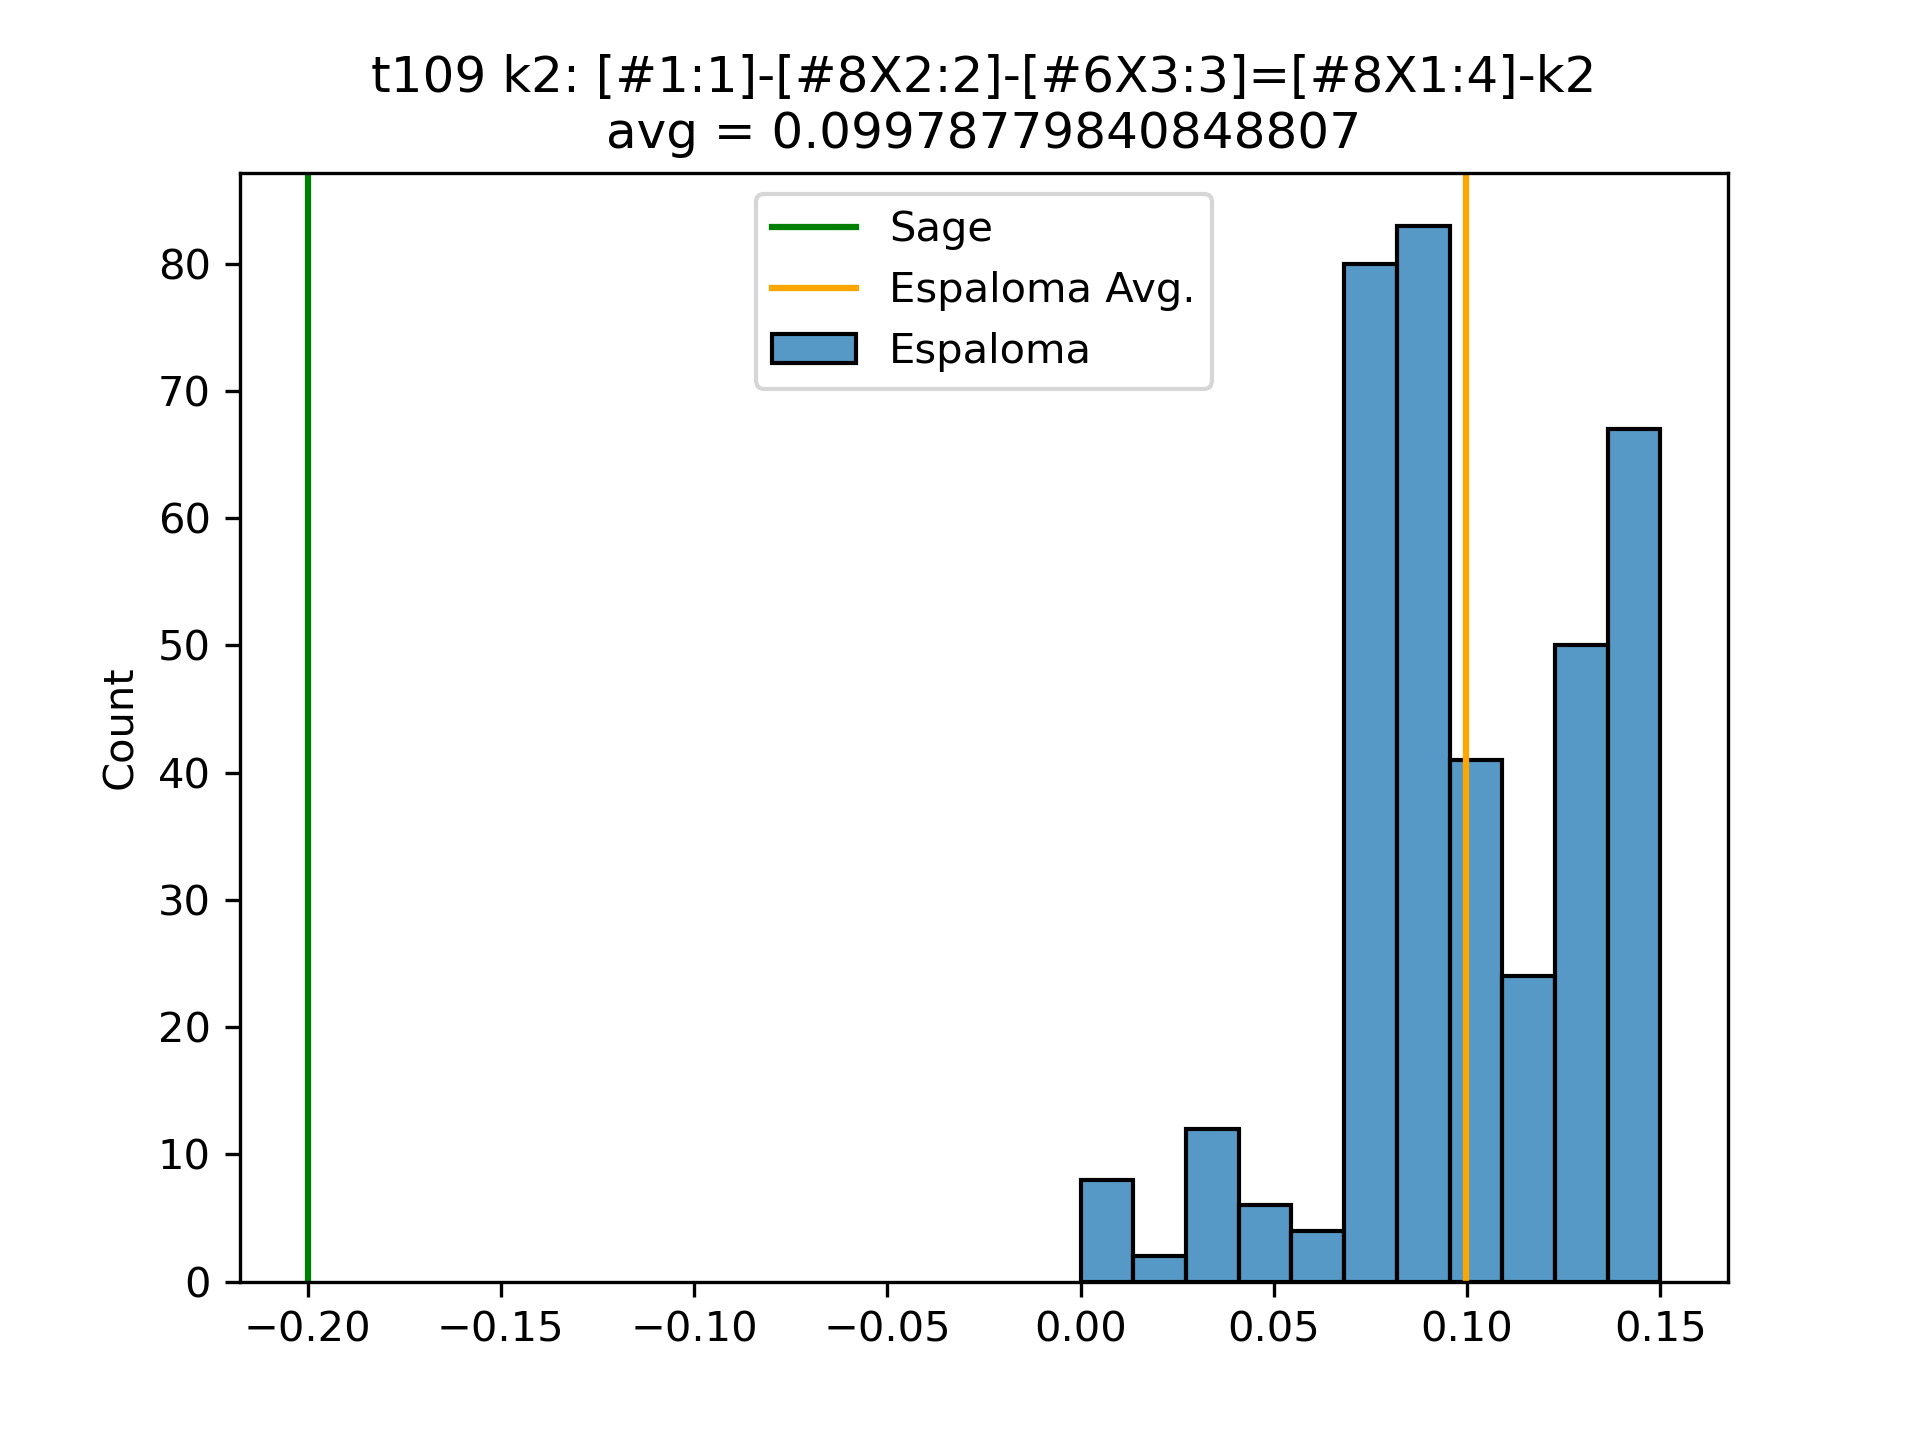 t109 k2: [#1:1]-[#8X2:2]-[#6X3:3]=[#8X1:4]-k2
avg = 0.09978779840848807
Sage
Espaloma Avg.
Espaloma
Count
80
70
60
50
40
30
20
10
0
−0.20 −0.15 −0.10 −0.05 0.00 0.05 0.10 0.15